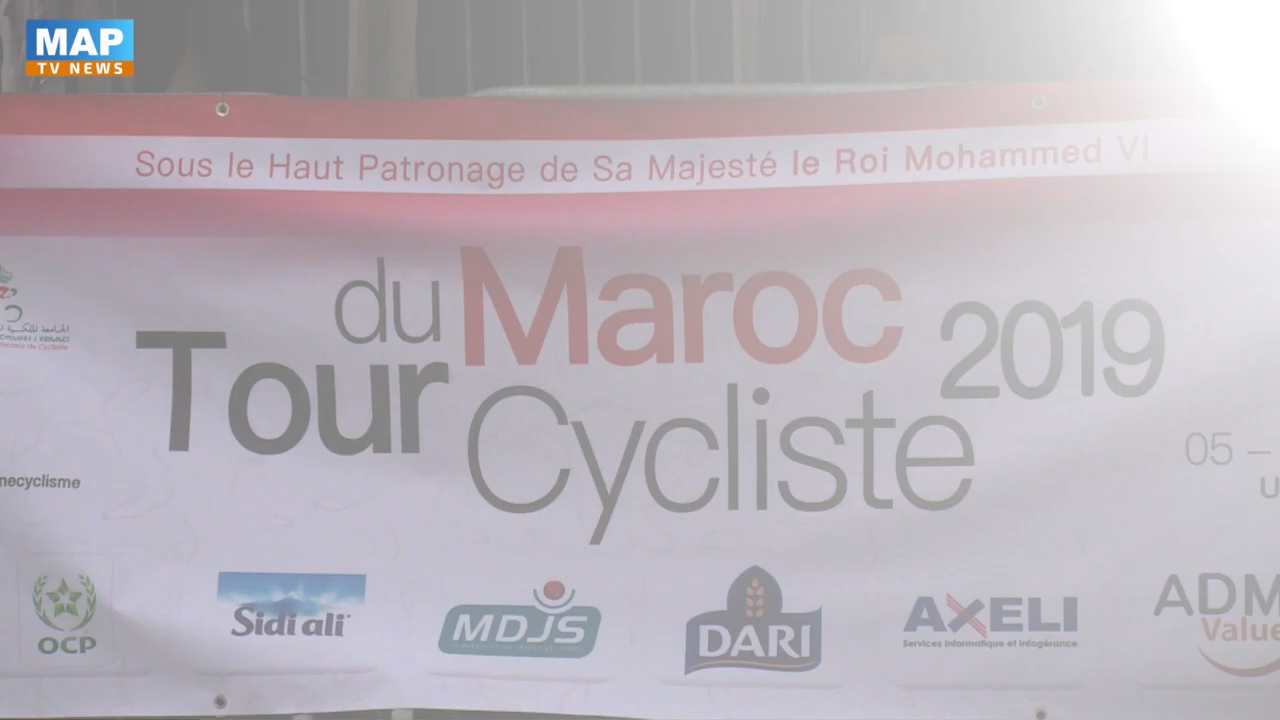 MAP
TV NEWS
Sous le Haut Patronage de Sa Majesté le Roi Mohammed VI
du Maroc
Tour Cycliste 2019
05 –
necyclisme
OCP
Sidi ali
MDJS
DARI
AXELI
Services Informatique et Infogérance
ADM
Value